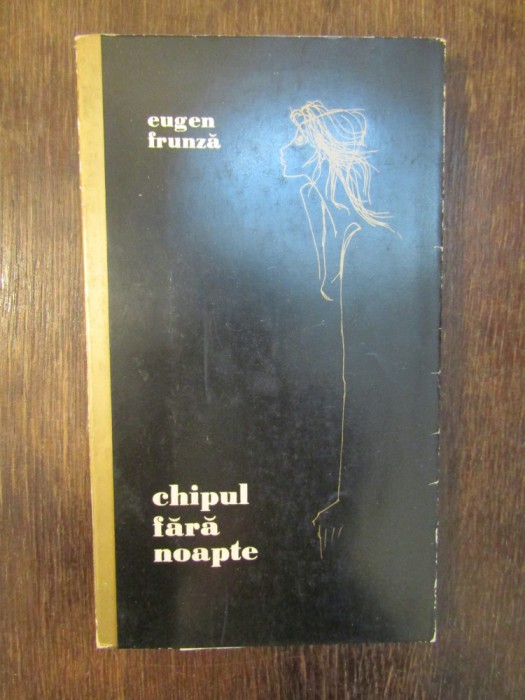 eugen
frunză
chipul
fără
noapte